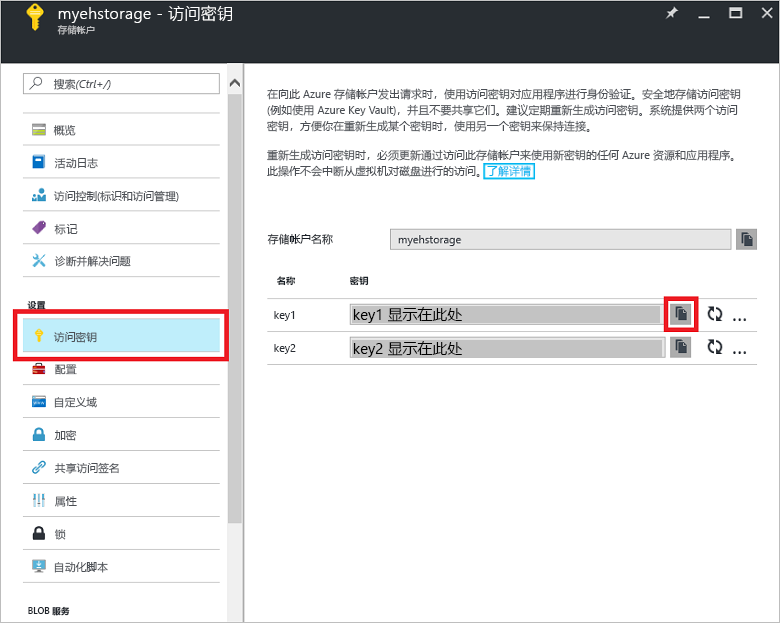 myehstorage - 访问密钥
存储帐户
搜索(Ctrl+/)
概览
活动日志
访问控制(标识和访问管理)
标记
诊断并解决问题
设置
访问密钥
配置
自定义域
加密
共享访问签名
属性
锁
自动化脚本
BLOB 服务
在向此 Azure 存储帐户发出请求时，使用访问密钥对应用程序进行身份验证。安全地存储访问密钥
(例如使用 Azure Key Vault)，并且不要共享它们。建议定期重新生成访问密钥。系统提供两个访问
密钥，方便你在重新生成某个密钥时，使用另一个密钥来保持连接。
重新生成访问密钥时，必须更新通过访问此存储帐户来使用新密钥的任何 Azure 资源和应用程序。
此操作不会中断从虚拟机对磁盘进行的访问。了解详情
存储帐户名称 myehstorage
名称 密钥
key1 key1 显示在此处 ...
key2 key2 显示在此处 ...